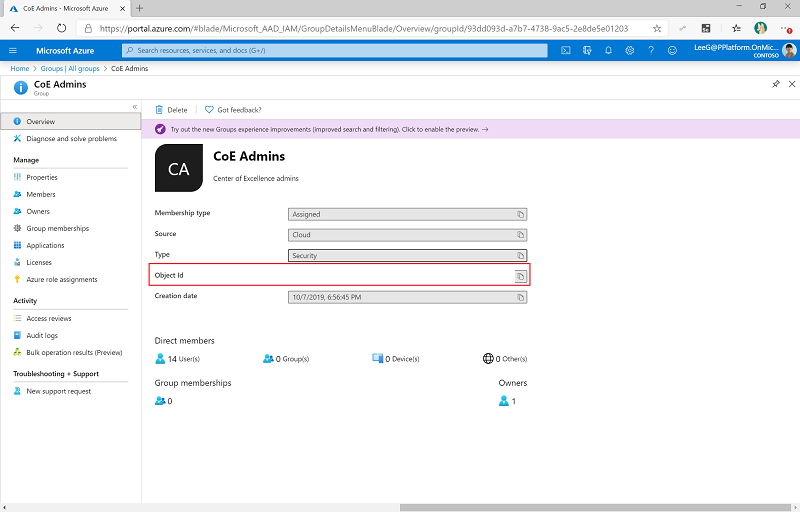 CoE Admins - Microsoft Azure
https://portal.azure.com/#blade/Microsoft_AAD_IAM/GroupDetailsMenuBlade/Overview/groupId/93dd093d-a7b7-4738-9ac5-2e8de5e01203
Microsoft Azure
Search resources, services, and docs (G+/)
LeeG@PPlatform.OnMic...
CONTOSO
Home > Groups | All groups > CoE Admins
CoE Admins
Group
Overview
Diagnose and solve problems
Manage
Properties
Members
Owners
Group memberships
Applications
Licenses
Azure role assignments
Activity
Access reviews
Audit logs
Bulk operation results (Preview)
Troubleshooting + Support
New support request
Delete
Got feedback?
Try out the new Groups experience improvements (improved search and filtering). Click to enable the preview. →
CA
CoE Admins
Center of Excellence admins
Membership type Assigned
Source Cloud
Type Security
Object Id
Creation date 10/7/2019, 6:56:45 PM
Direct members
14 User(s) 0 Group(s) 0 Device(s) 0 Other(s)
Group memberships Owners
0 1